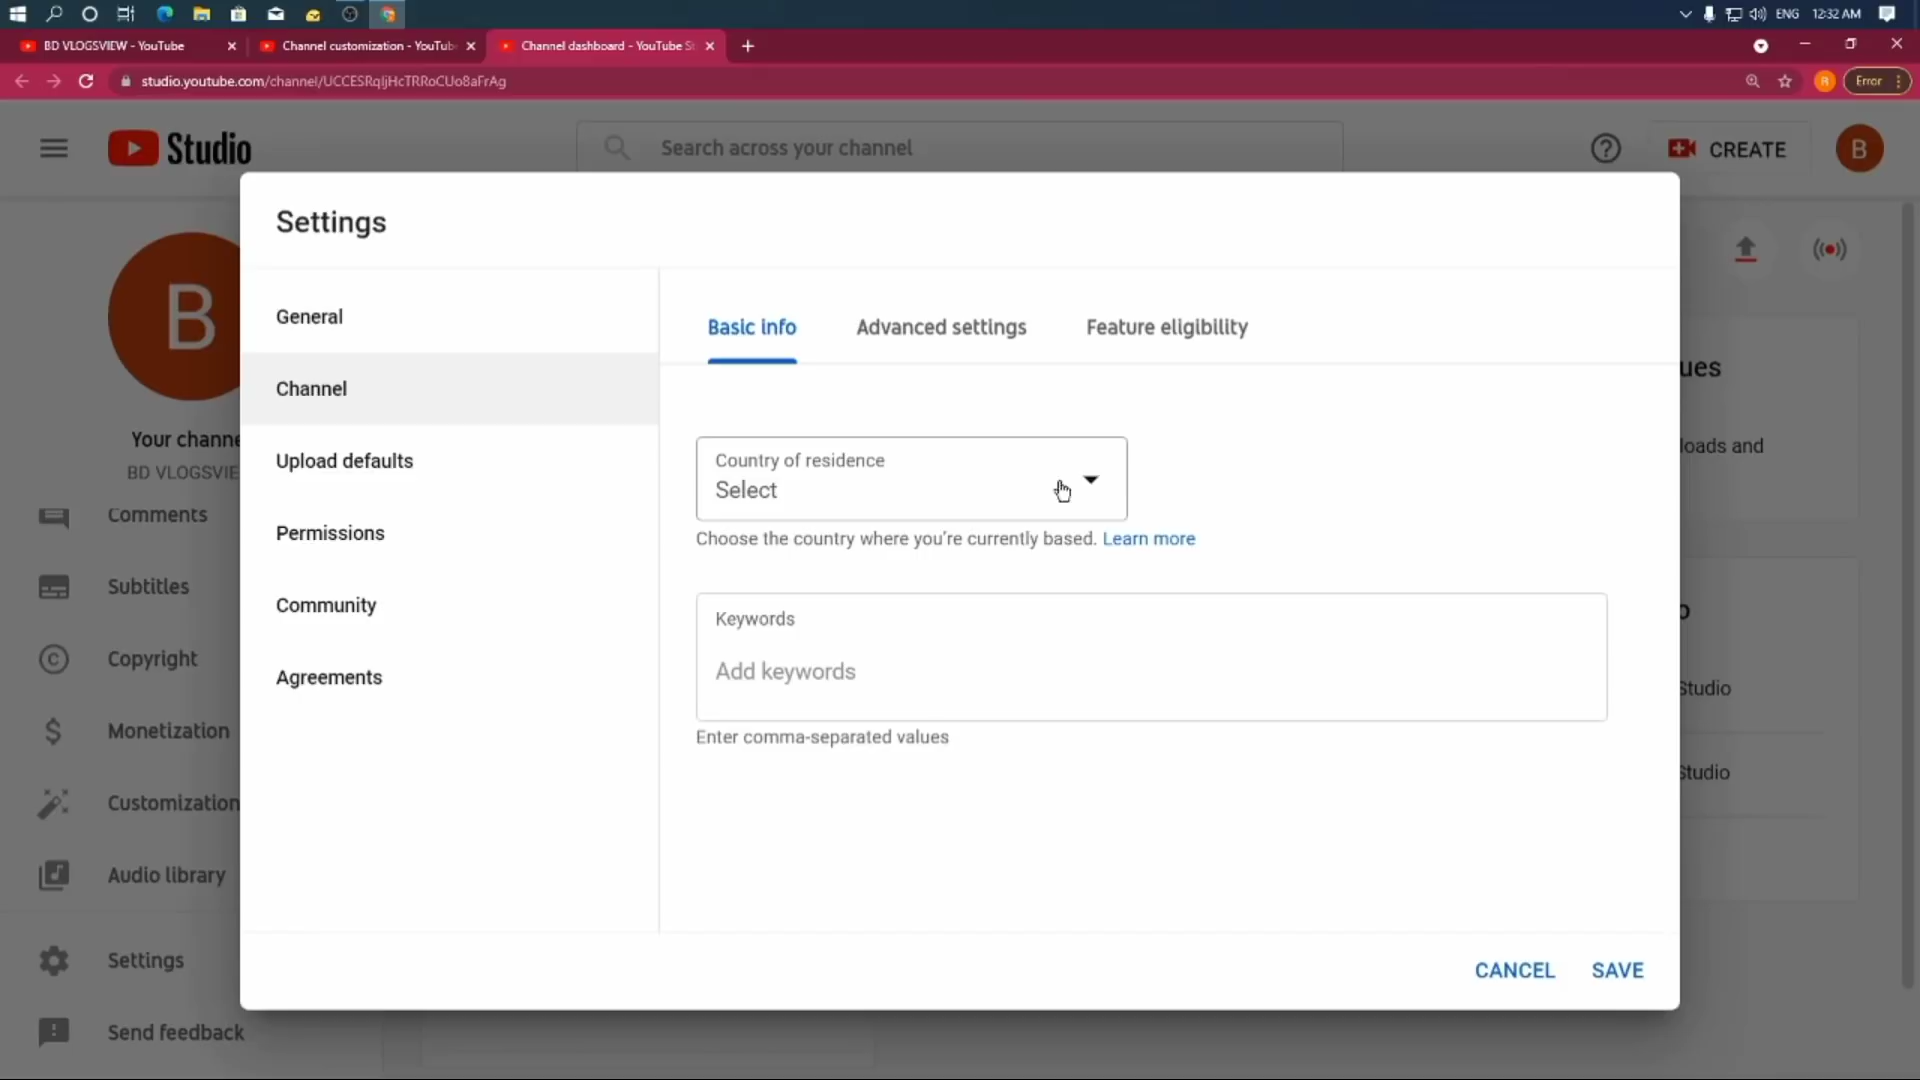 ENG 12:32 AM
BD VLOGSVIEW - YouTube
Channel customization - YouTub
Channel dashboard - YouTube St
studio.youtube.com/channel/UCCESRqljHcTRRoCUo8aFrAg
Error
Studio
Search across your channel
CREATE
B
B
Your channe
BD VLOGSVIE
Comments
Subtitles
Copyright
Monetization
Customization
Audio library
Settings
Send feedback
Settings
General
Channel
Upload defaults
Permissions
Community
Agreements
Basic info
Advanced settings
Feature eligibility
Country of residence
Select
Choose the country where you're currently based. Learn more
Keywords
Add keywords
Enter comma-separated values
CANCEL
SAVE
ues
loads and
o
Studio
Studio